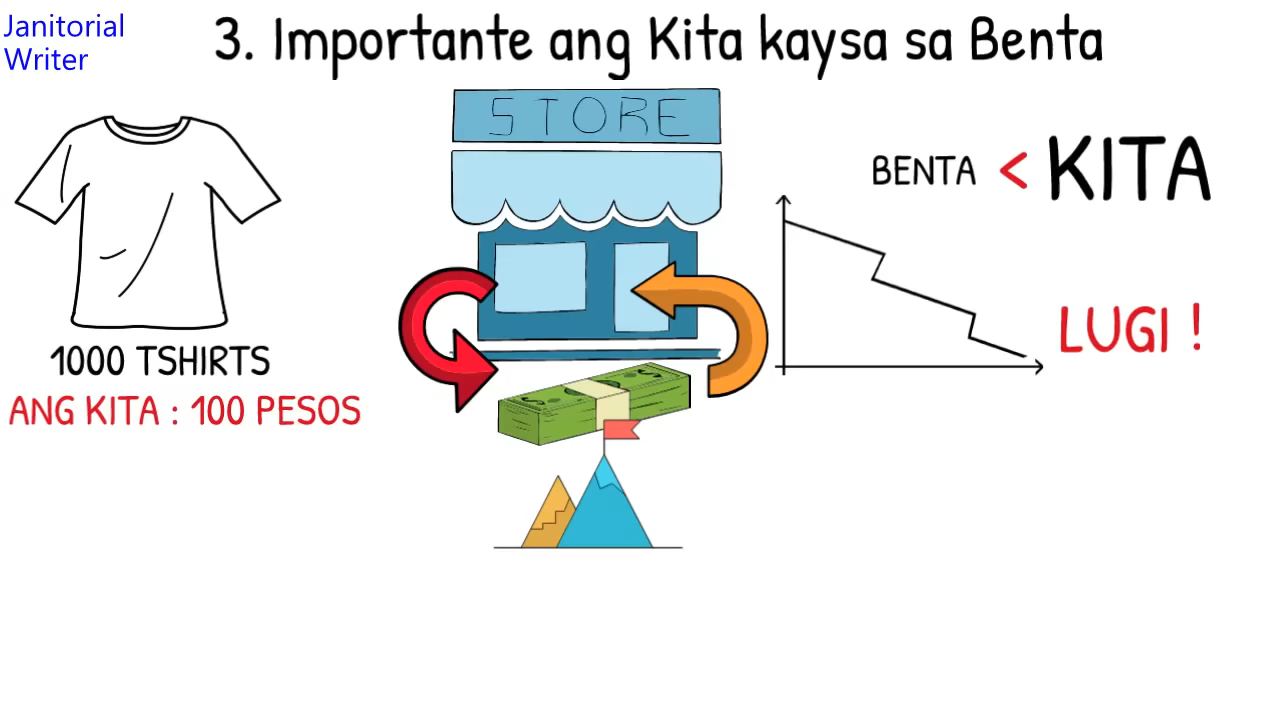 Janitorial
Writer
3. Importante ang Kita kaysa sa Benta
STORE
BENTA < KITA
LUGI !
1000 TSHIRTS
ANG KITA : 100 PESOS